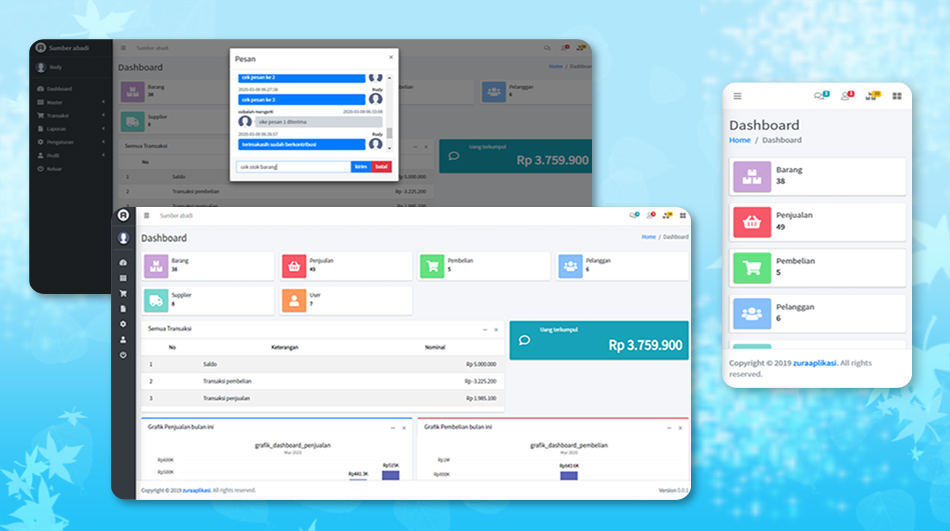 Sumber abadi
Sumber abadi
Rudy
Dashboard
Master
Transaksi
Laporan
Pengaturan
Profil
Keluar
Dashboard
Home / Dashboard
Barang
38
Supplier
8
Pelanggan
6
Semua Transaksi
No
1
Saldo
Rp 5.000.000
2
Transaksi pembelian
Rp -3.225.200
Uang terkumpul
Rp 3.759.900
Pesan
×
cek pesan ke 2
2020-03-08 06:27:38
Rudy
cek pesan ke 3
2020-03-08 06:33:08
oke pesan 1 diterima
2020-03-08 06:36:07
Rudy
terimakasih sudah berkontribusi
cek stok barang
kirim
batal
Sumber abadi
Dashboard
Home / Dashboard
Barang
38
Penjualan
49
Pembelian
5
Pelanggan
6
Supplier
8
User
7
Semua Transaksi
No Keterangan Nominal
1 Saldo Rp 5.000.000
2 Transaksi pembelian Rp -3.225.200
3 Transaksi penjualan Rp 1.985.100
Uang terkumpul
Rp 3.759.900
Grafik Penjualan bulan ini
grafik_dashboard_penjualan
Mar 2020
Rp515K
Grafik Pembelian bulan ini
grafik_dashboard_pembelian
Mar 2020
Copyright © 2019 zuraaplikasi. All rights reserved.
Version 0.0.1
Dashboard
Home / Dashboard
Barang
38
Penjualan
49
Pembelian
5
Pelanggan
6
Copyright © 2019 zuraaplikasi. All rights
reserved.